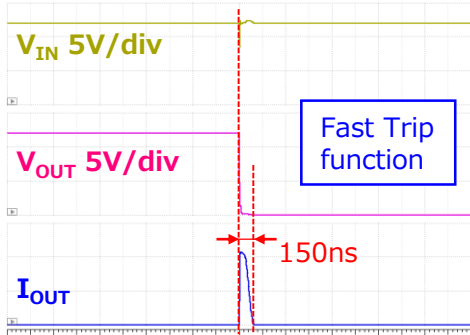 VIN 5V/div
Fast Trip
function
VOUT 5V/div
150ns
IOUT